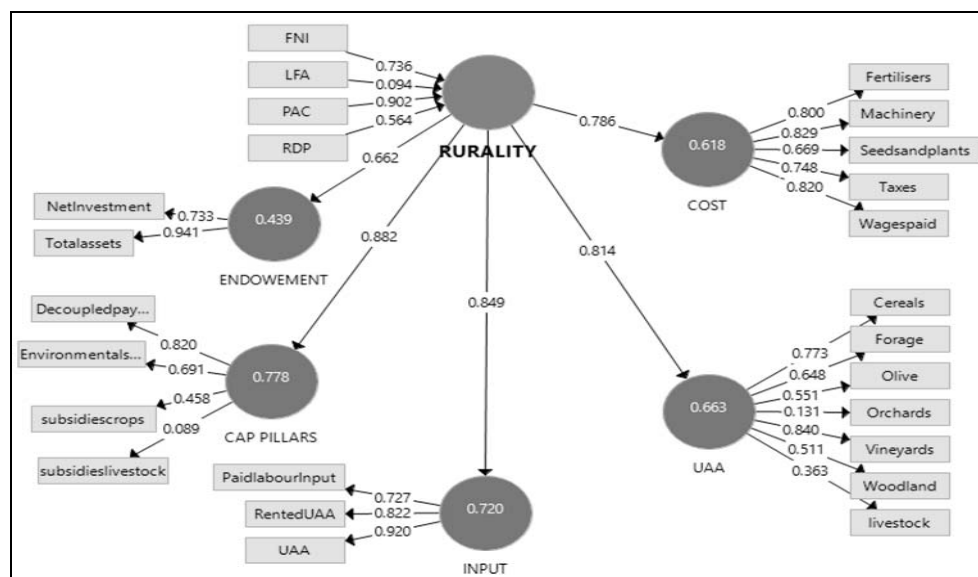 FNI
LFA
PAC
RDP
0.736
0.094
0.902
0.564
RURALITY
0.662
0.882
0.849
0.814
0.786
NetInvestment
Totalassets
0.733
0.941
0.439
ENDOWEMENT
Decoupledpay...
Environmentals...
subsidiescrops
subsidieslivestock
0.820
0.691
0.458
0.089
0.778
CAP PILLARS
PaidlabourInput
RentedUAA
UAA
0.727
0.822
0.920
0.720
INPUT
0.618
COST
0.800
0.829
0.669
0.748
0.820
Fertilisers
Machinery
Seedsandplants
Taxes
Wagespaid
0.663
UAA
0.773
0.648
0.551
0.131
0.840
0.511
0.363
Cereals
Forage
Olive
Orchards
Vineyards
Woodland
livestock